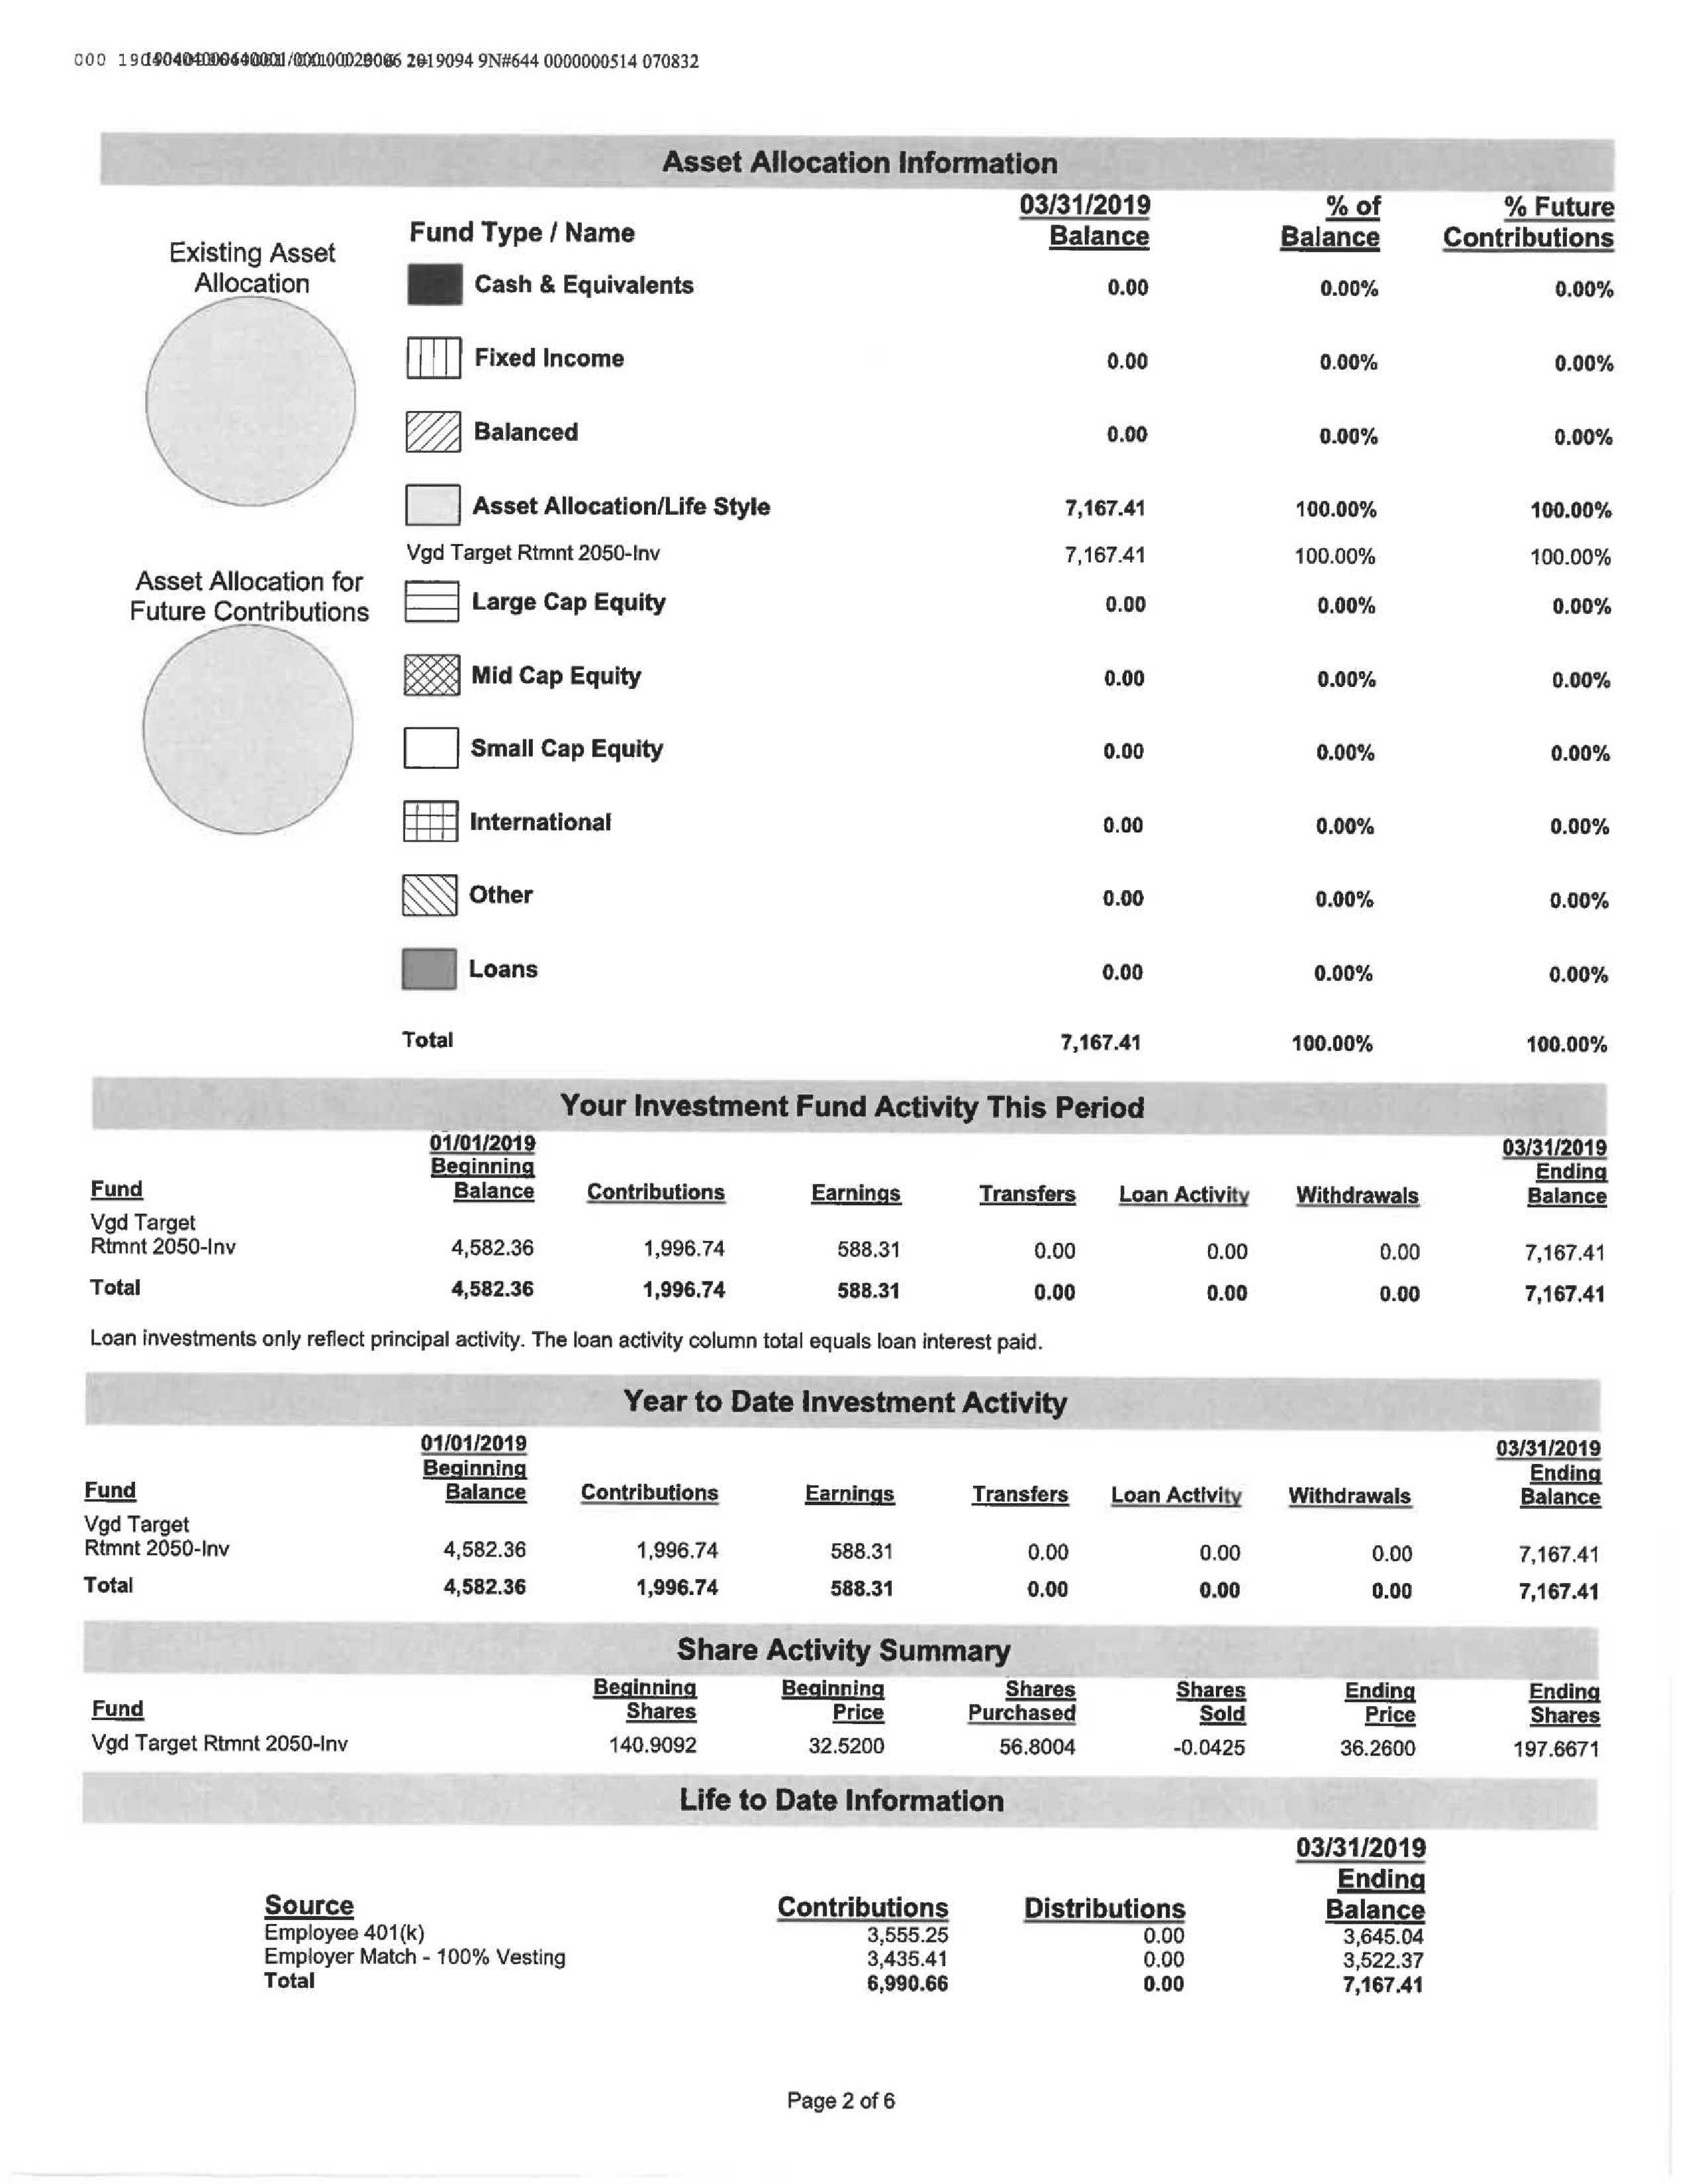 000
2019094 9N#644 0000000514 070832
Asset Allocation Information
Existing Asset
Allocation
Fund Type / Name 03/31/2019 Balance % of Balance % Future Contributions
Cash & Equivalents 0.00 0.00% 0.00%
Fixed Income 0.00 0.00% 0.00%
Balanced 0.00 0.00% 0.00%
Asset Allocation/Life Style 7,167.41 100.00% 100.00%
Vgd Target Rtmnt 2050-Inv 7,167.41 100.00% 100.00%
Asset Allocation for
Future Contributions
Large Cap Equity 0.00 0.00% 0.00%
Mid Cap Equity 0.00 0.00% 0.00%
Small Cap Equity 0.00 0.00% 0.00%
International 0.00 0.00% 0.00%
Other 0.00 0.00% 0.00%
Loans 0.00 0.00% 0.00%
Total 7,167.41 100.00% 100.00%
Your Investment Fund Activity This Period
01/01/2019 03/31/2019
Beginning Ending
Fund Balance Contributions Earnings Transfers Loan Activity Withdrawals Balance
Vgd Target
Rtmnt 2050-Inv 4,582.36 1,996.74 588.31 0.00 0.00 0.00 7,167.41
Total 4,582.36 1,996.74 588.31 0.00 0.00 0.00 7,167.41
Loan investments only reflect principal activity. The loan activity column total equals loan interest paid.
Year to Date Investment Activity
01/01/2019 03/31/2019
Beginning Ending
Fund Balance Contributions Earnings Transfers Loan Activity Withdrawals Balance
Vgd Target
Rtmnt 2050-Inv 4,582.36 1,996.74 588.31 0.00 0.00 0.00 7,167.41
Total 4,582.36 1,996.74 588.31 0.00 0.00 0.00 7,167.41
Share Activity Summary
Beginning Beginning Shares Shares Ending Ending
Fund Shares Price Purchased Sold Price Shares
Vgd Target Rtmnt 2050-Inv 140.9092 32.5200 56.8004 -0.0425 36.2600 197.6671
Life to Date Information
03/31/2019
Ending
Source Contributions Distributions Balance
Employee 401(k) 3,555.25 0.00 3,645.04
Employer Match - 100% Vesting 3,435.41 0.00 3,522.37
Total 6,990.66 0.00 7,167.41
Page 2 of 6